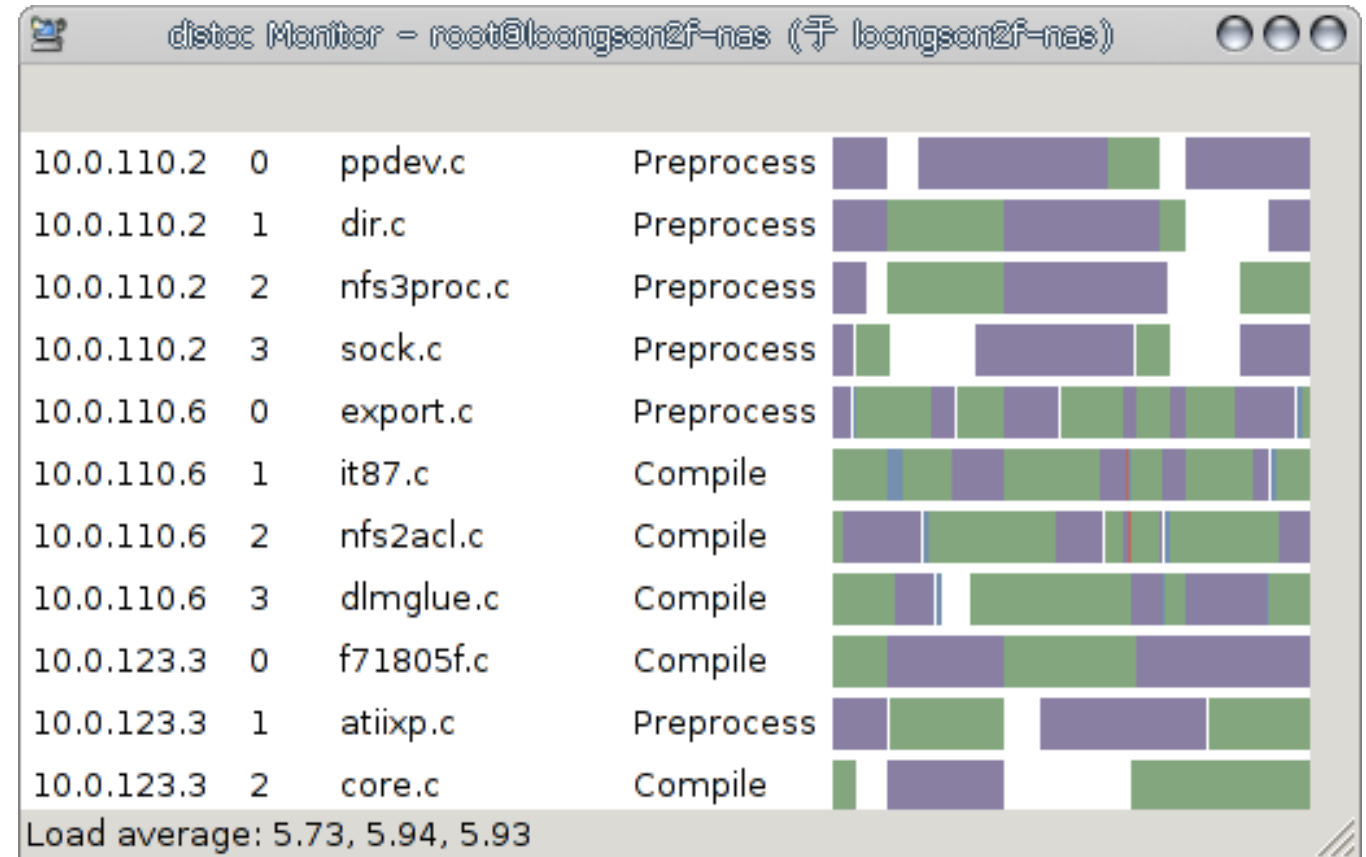 distcc Monitor - root@loongson2f-nas (于 loongson2f-nas)
10.0.110.2 0 ppdev.c Preprocess
10.0.110.2 1 dir.c Preprocess
10.0.110.2 2 nfs3proc.c Preprocess
10.0.110.2 3 sock.c Preprocess
10.0.110.6 0 export.c Preprocess
10.0.110.6 1 it87.c Compile
10.0.110.6 2 nfs2acl.c Compile
10.0.110.6 3 dlmglue.c Compile
10.0.123.3 0 f71805f.c Compile
10.0.123.3 1 atiixp.c Preprocess
10.0.123.3 2 core.c Compile
Load average: 5.73, 5.94, 5.93